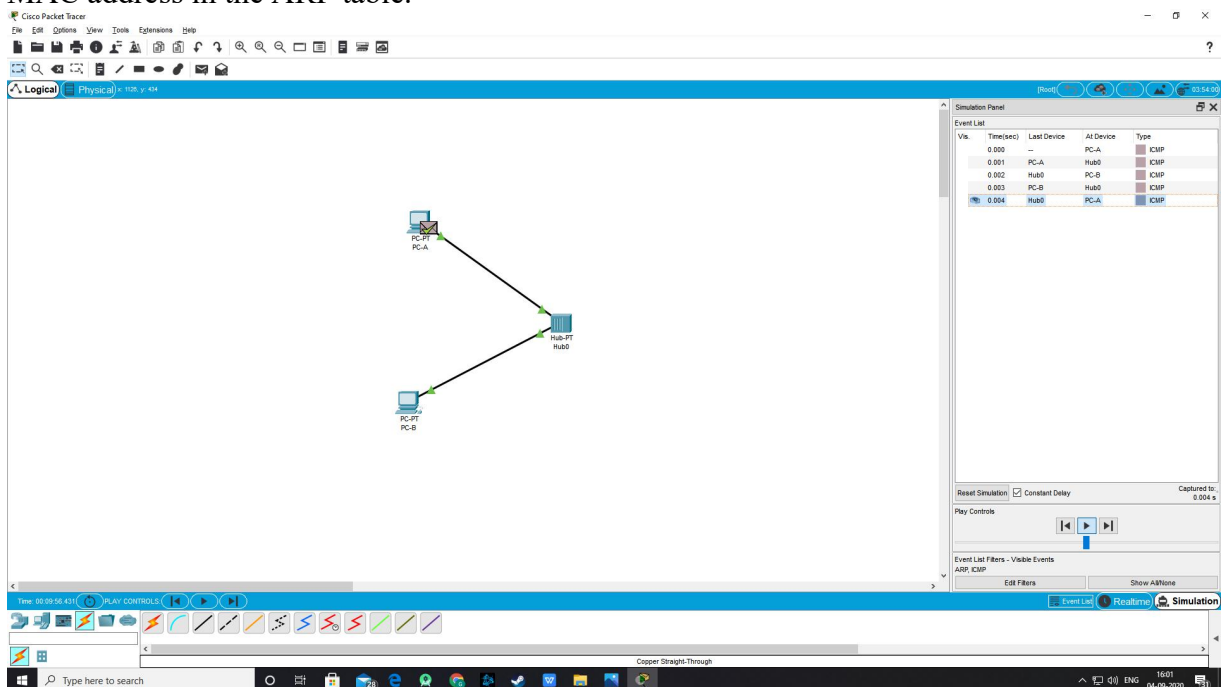 MAC address in the ARP table.
Cisco Packet Tracer
File Edit Options View Tools Extensions Help
?
Logical Physical x: 1126, y: 434 [Root] 03:54:00
Simulation Panel
Event List
Vis. Time(sec) Last Device At Device Type
0.000 -- PC-A ICMP
0.001 PC-A Hub0 ICMP
0.002 Hub0 PC-B ICMP
0.003 PC-B Hub0 ICMP
0.004 Hub0 PC-A ICMP
PC-PT
PC-A
Hub-PT
Hub0
PC-PT
PC-B
Reset Simulation Constant Delay Captured to:
0.004 s
Play Controls
Event List Filters - Visible Events
ARP, ICMP
Edit Filters Show All/None
Time: 00:09:56.431 PLAY CONTROLS: Event List Realtime Simulation
Copper Straight-Through
Type here to search 28 W ENG 16:01
04-09-2020 31